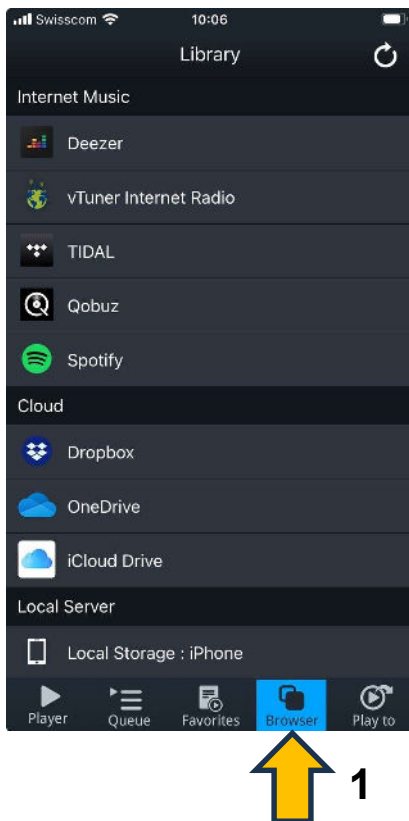 Swisscom 10:06
Library
Internet Music
Deezer
vTuner Internet Radio
TIDAL
Qobuz
Spotify
Cloud
Dropbox
OneDrive
iCloud Drive
Local Server
Local Storage : iPhone
Player Queue Favorites Browser Play to
1